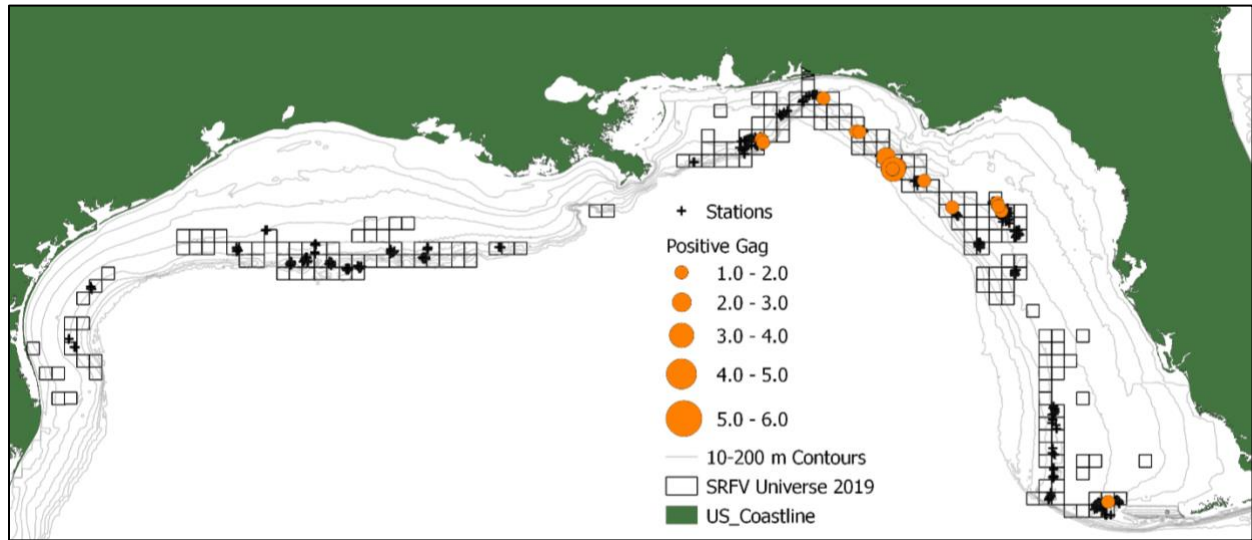 Stations
Positive Gag
1.0 - 2.0
2.0 - 3.0
3.0 - 4.0
4.0 - 5.0
5.0 - 6.0
10-200 m Contours
SRFV Universe 2019
US_Coastline